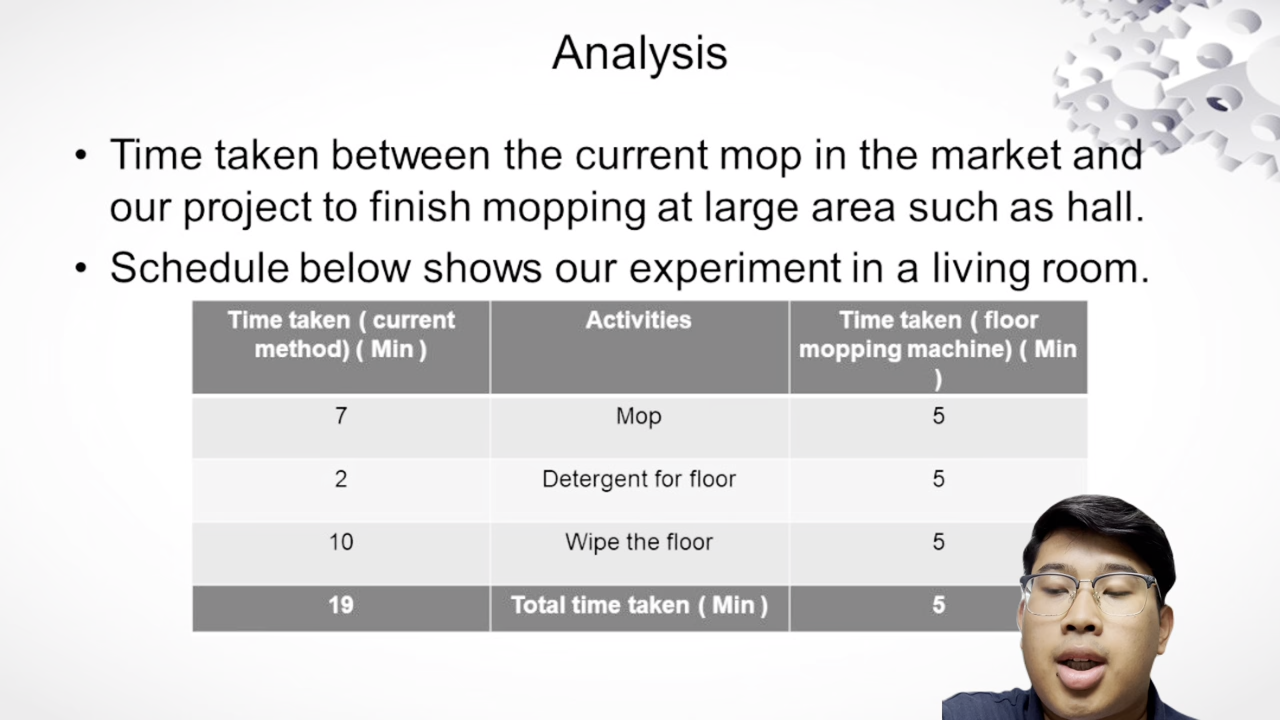 Analysis
• Time taken between the current mop in the market and
our project to finish mopping at large area such as hall.
• Schedule below shows our experiment in a living room.
Time taken ( current method) ( Min ) Activities Time taken ( floor mopping machine) ( Min )
7 Mop 5
2 Detergent for floor 5
10 Wipe the floor 5
19 Total time taken ( Min ) 5